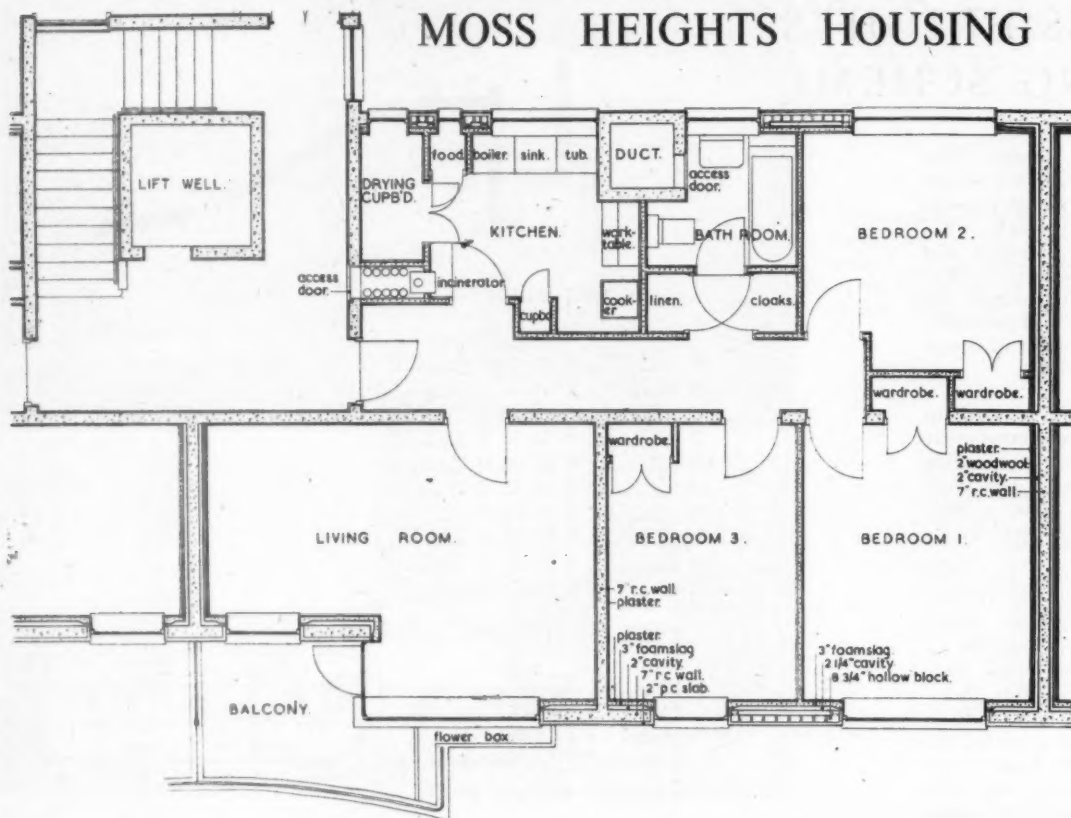 MOSS HEIGHTS HOUSING
LIFT WELL.
DRYING
CUPB'D.
food.
boiler.
sink.
tub.
DUCT.
access
door.
KITCHEN.
work-
table.
BATH ROOM.
BEDROOM 2.
access
door.
incinerator.
cupbd
cook-
er
linen.
cloaks.
wardrobe.
wardrobe.
wardrobe.
plaster.
2" woodwool.
2" cavity.
7" r.c. wall.
LIVING ROOM.
BEDROOM 3.
BEDROOM 1.
7" r.c. wall.
plaster.
plaster.
3" foamslag.
2" cavity.
7" r c wall.
2" p c slab.
3" foamslag.
2 1/4" cavity.
8 3/4" hollow block.
BALCONY.
flower box.